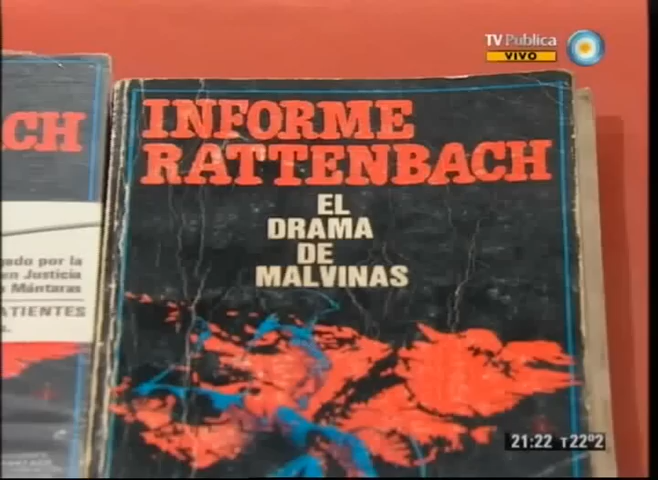 TV Pública
VIVO
ACH
INFORME
RATTENBACH
EL
DRAMA
DE
MALVINAS
gado por la
en Justicia
Mántaras
ATIENTES
21:22 T22º2